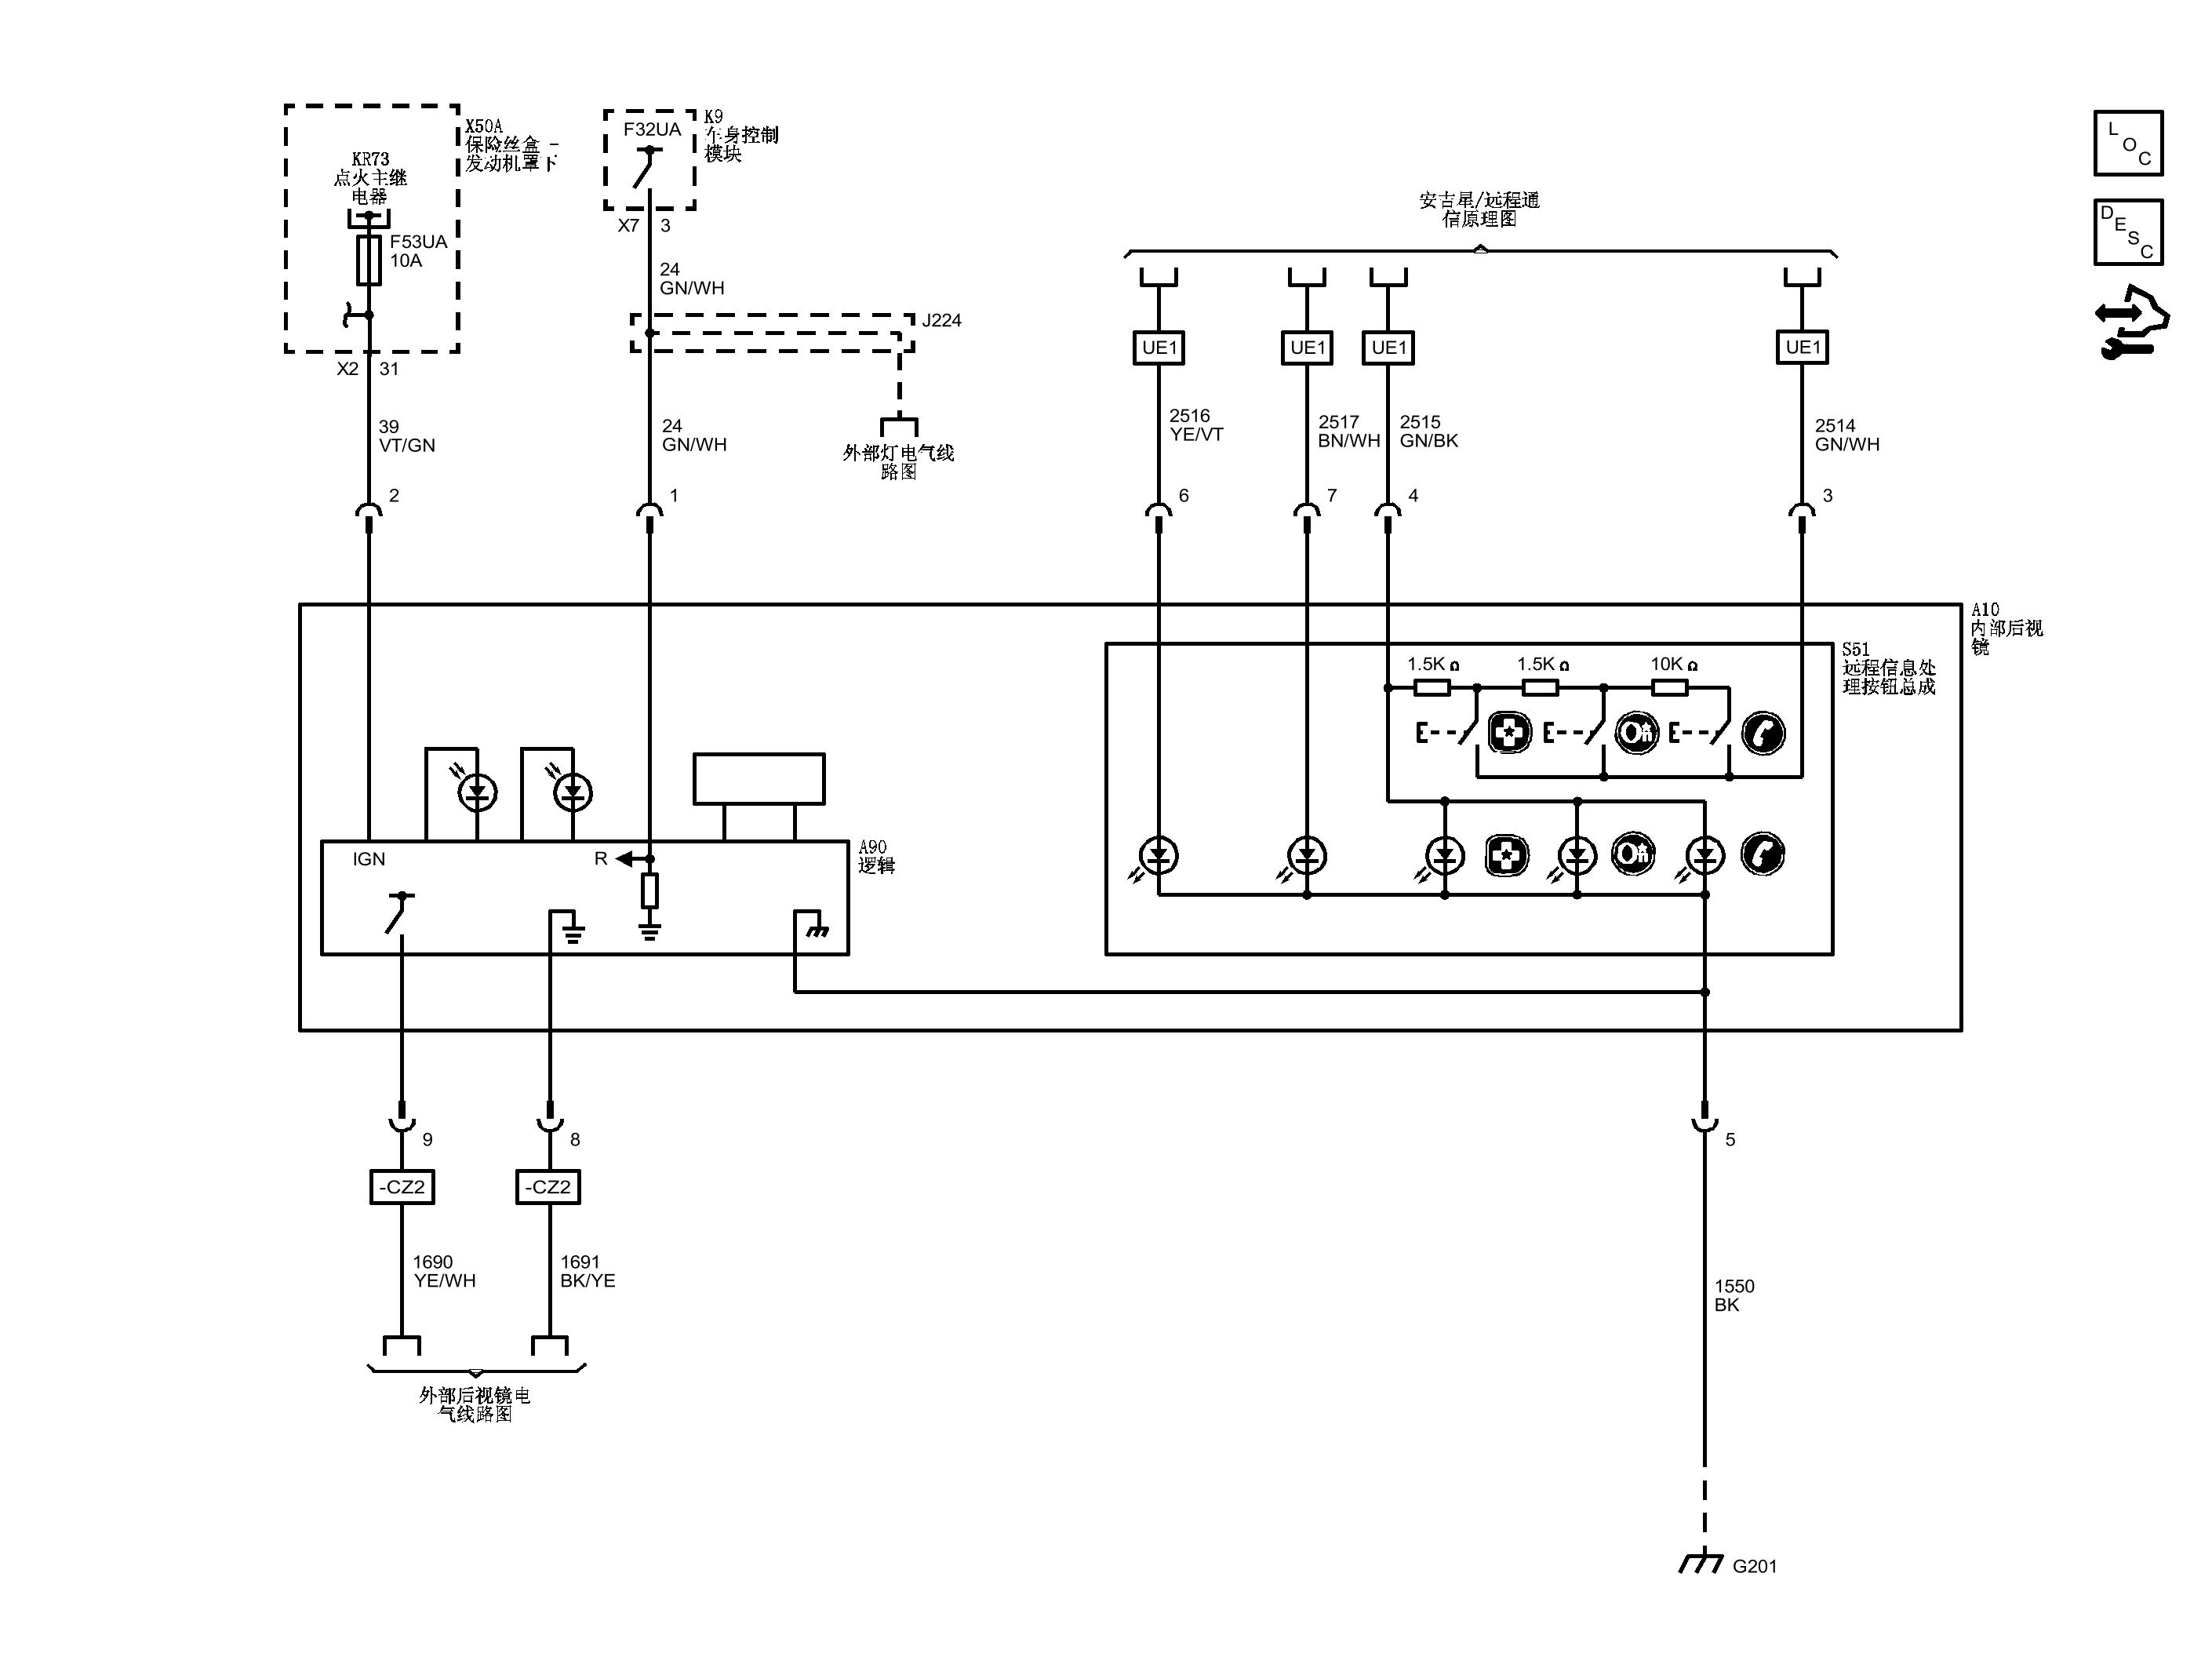 X50A
保险丝盒 -
发动机罩下
KR73
点火主继
电器
F53UA
10A
X2 31
39
VT/GN
2
K9
车身控制
模块
F32UA
X7 3
24
GN/WH
J224
24
GN/WH
外部灯电气线
路图
1
安吉星/远程通
信原理图
UE1
UE1
UE1
UE1
2516
YE/VT
2517
BN/WH
2515
GN/BK
2514
GN/WH
6
7
4
3
L
O
C
D
E
S
C
A10
内部后视
镜
S51
远程信息处
理按钮总成
1.5K Ω
1.5K Ω
10K Ω
On
On
IGN
R
A90
逻辑
9
8
5
-CZ2
-CZ2
1690
YE/WH
1691
BK/YE
1550
BK
外部后视镜电
气线路图
G201